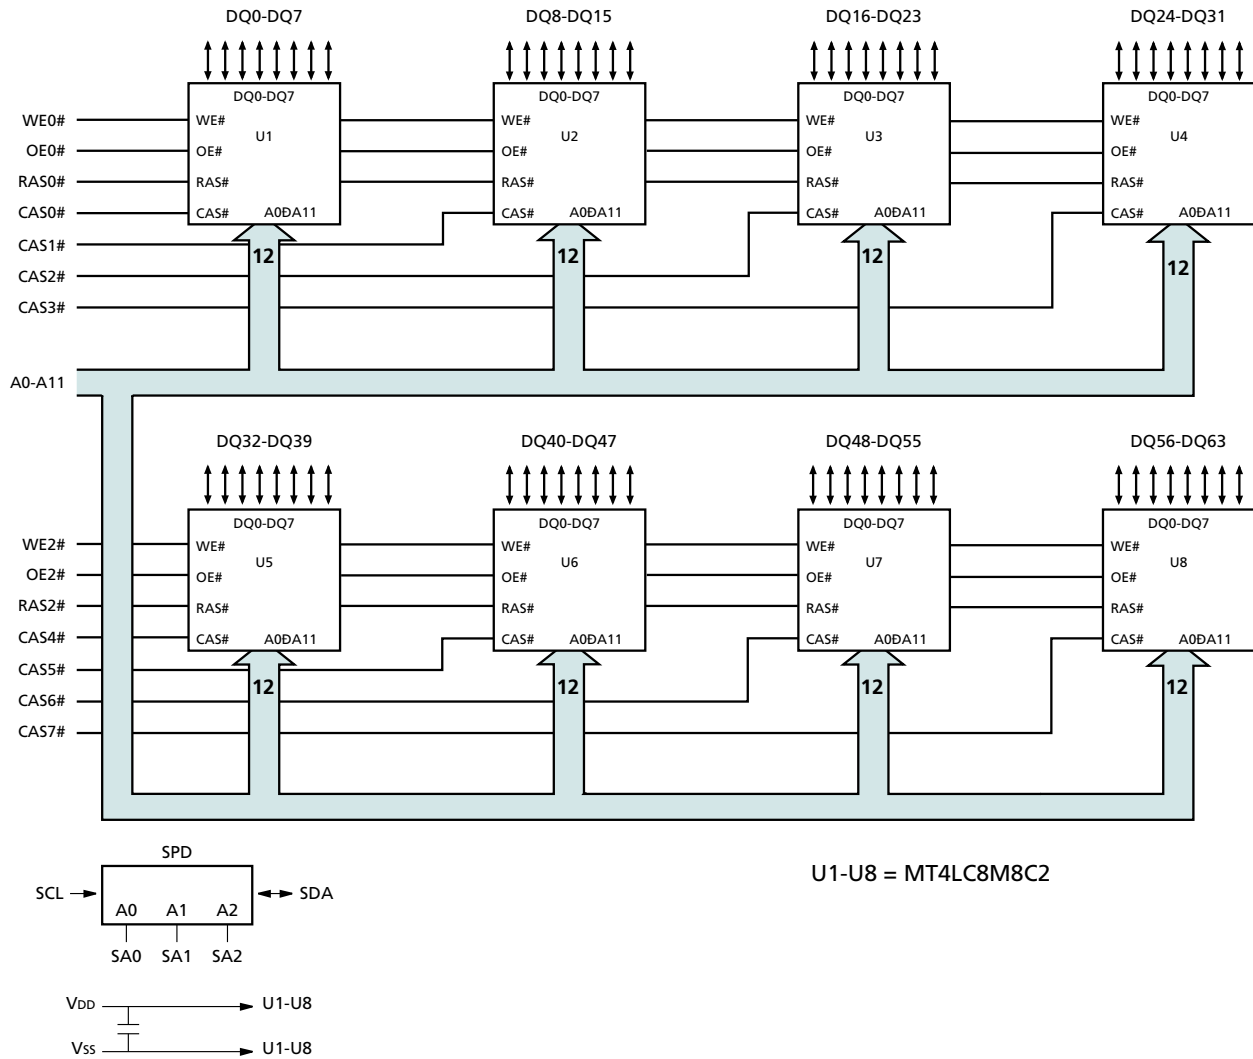 DQ0-DQ7 DQ8-DQ15 DQ16-DQ23 DQ24-DQ31
DQ0-DQ7 DQ0-DQ7 DQ0-DQ7 DQ0-DQ7
WE0# WE# WE# WE# WE#
U1 U2 U3 U4
OE0# OE# OE# OE# OE#
RAS0# RAS# RAS# RAS# RAS#
CAS0# CAS# A0ÐA11 CAS# A0ÐA11 CAS# A0ÐA11 CAS# A0ÐA11
CAS1#
12 12 12 12
CAS2#
CAS3#
A0-A11
DQ32-DQ39 DQ40-DQ47 DQ48-DQ55 DQ56-DQ63
DQ0-DQ7 DQ0-DQ7 DQ0-DQ7 DQ0-DQ7
WE2# WE# WE# WE# WE#
U5 U6 U7 U8
OE2# OE# OE# OE# OE#
RAS2# RAS# RAS# RAS# RAS#
CAS4# CAS# A0ÐA11 CAS# A0ÐA11 CAS# A0ÐA11 CAS# A0ÐA11
CAS5#
12 12 12 12
CAS6#
CAS7#
SPD
U1-U8 = MT4LC8M8C2
SCL SDA
A0 A1 A2
SA0 SA1 SA2
VDD U1-U8
VSS U1-U8